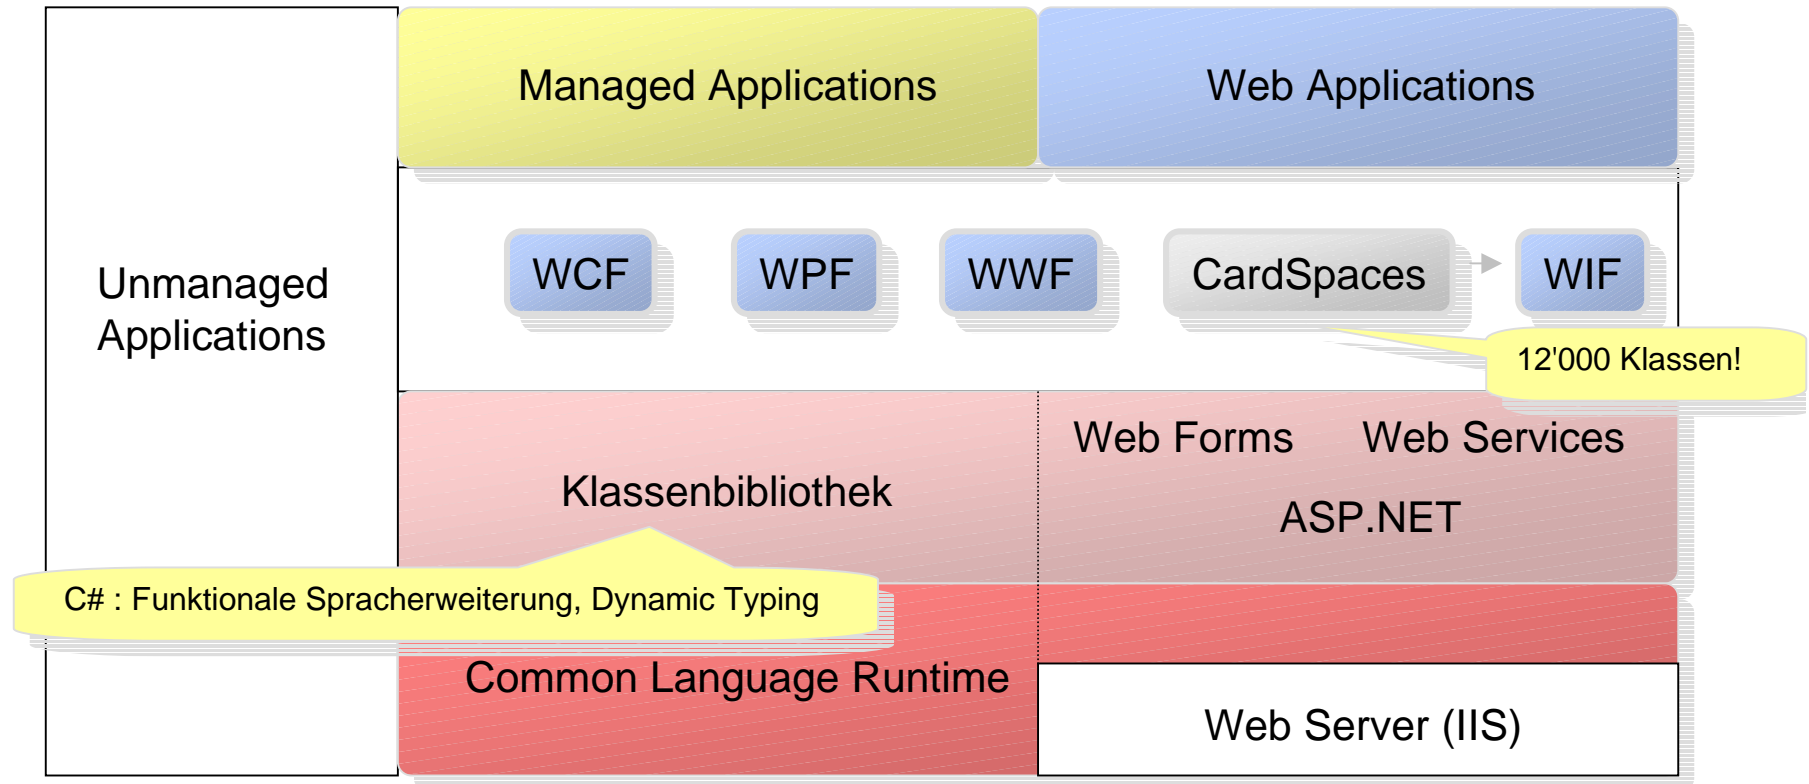 Managed Applications
Web Applications
Unmanaged
Applications
WCF
WPF
WWF
CardSpaces
WIF
12'000 Klassen!
Klassenbibliothek
Web Forms
Web Services
ASP.NET
C# : Funktionale Spracherweiterung, Dynamic Typing
Common Language Runtime
Web Server (IIS)